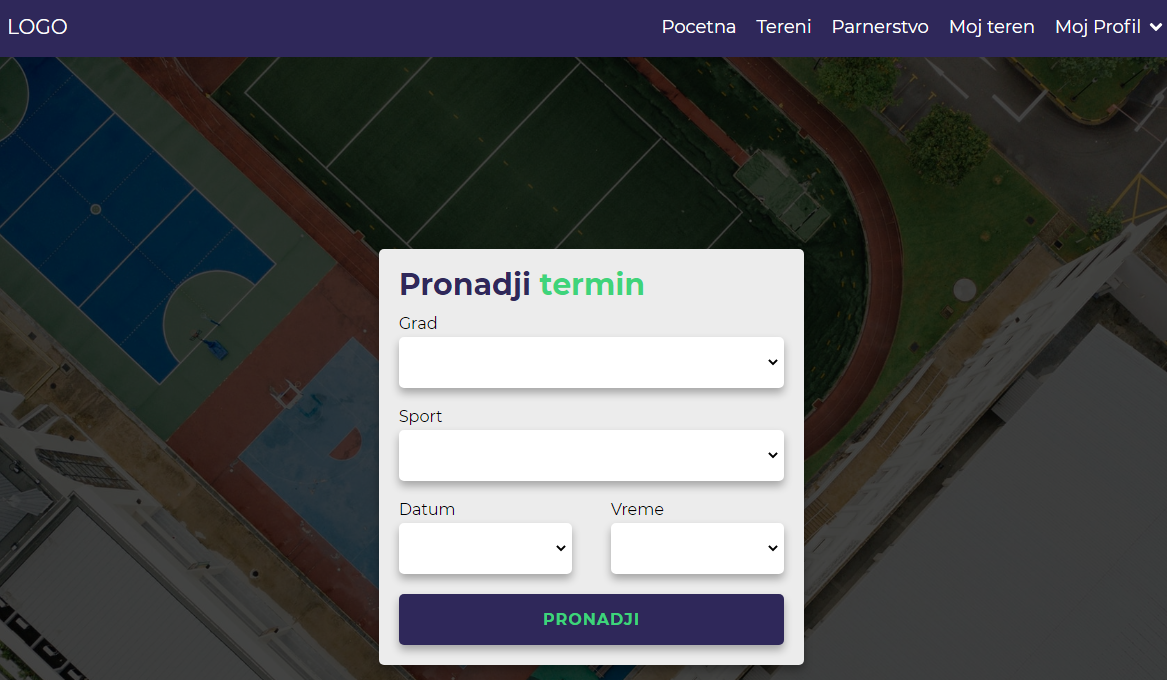 LOGO Pocetna Tereni Parnerstvo Moj teren Moj Profil
Pronadji termin
Grad
Sport
Datum Vreme
PRONADJI